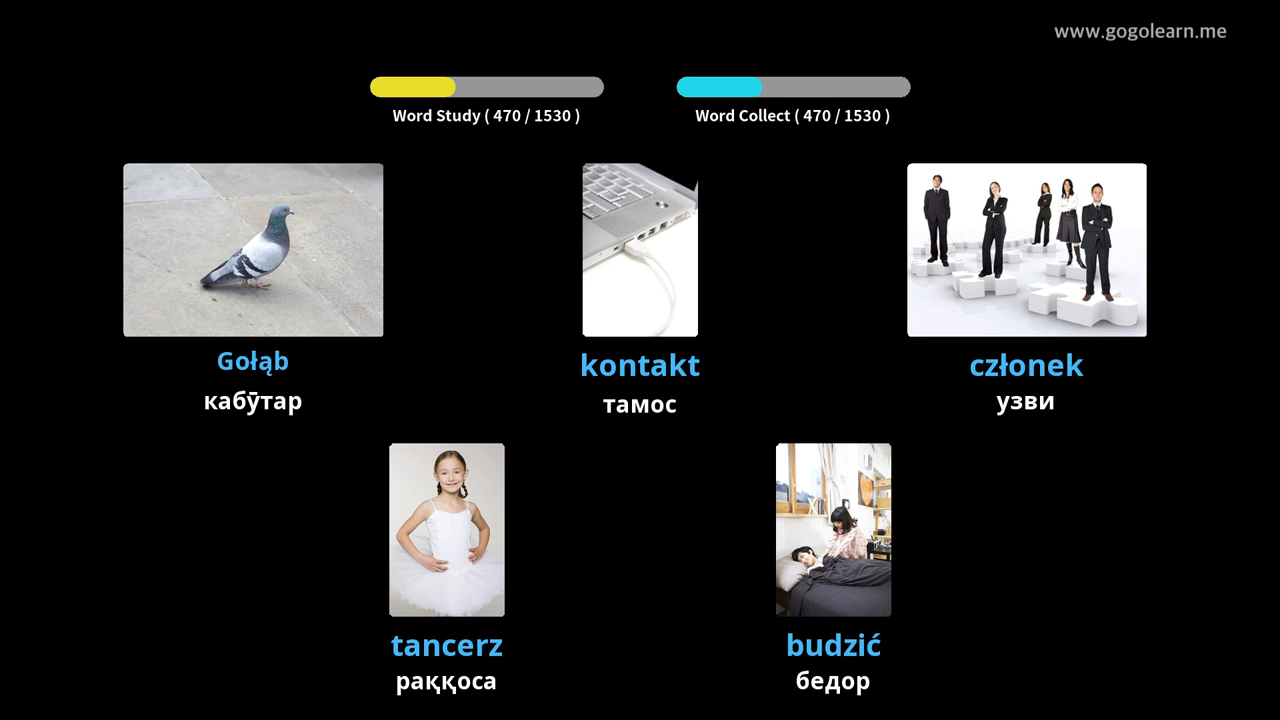 www.gogolearn.me
Word Study ( 470 / 1530 )
Word Collect ( 470 / 1530 )
Gołąb
кабӯтар
kontakt
тамос
członek
узви
tancerz
раққоса
budzić
бедор